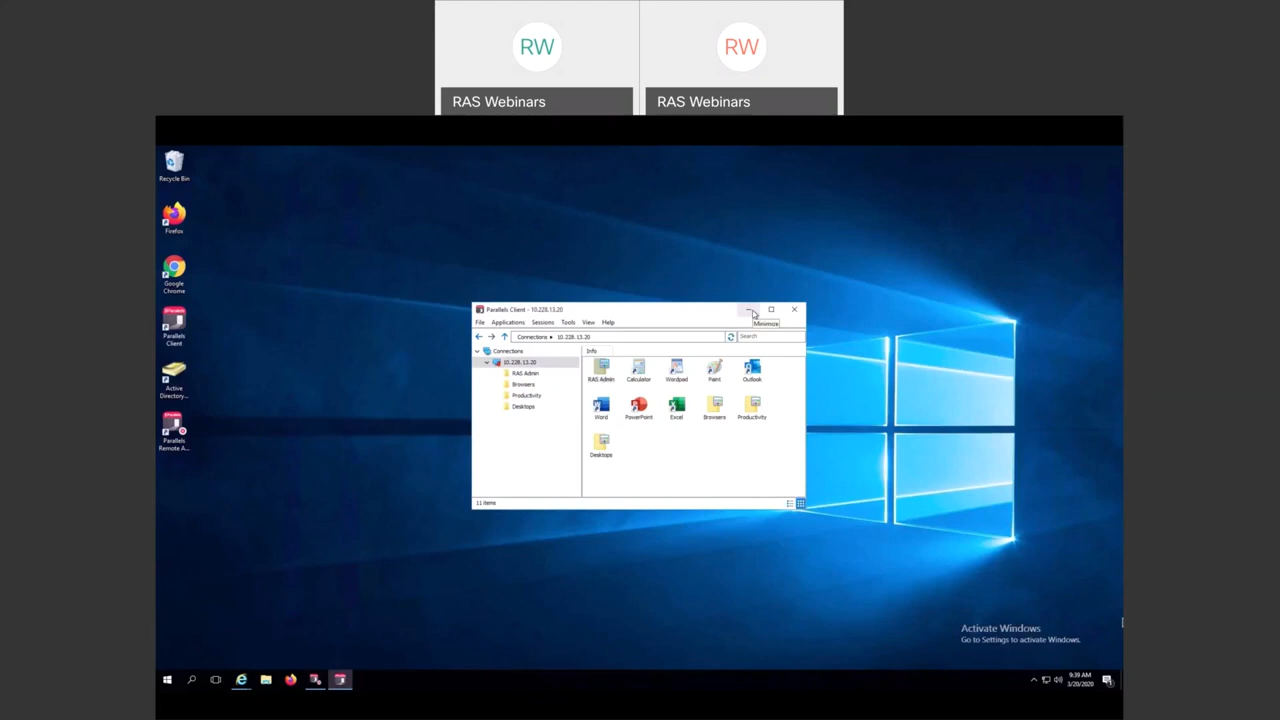 RW
RW
RAS Webinars
RAS Webinars
Recycle Bin
Firefox
Google
Chrome
Parallels
Client
Active
Directory...
Parallels
Remote A...
Parallels Client - 10.228.13.20
Minimize
File Applications Sessions Tools View Help
Connections ▸ 10.228.13.20
Search
Connections
10.228.13.20
RAS Admin
Browsers
Productivity
Desktops
Info
RAS Admin Calculator Wordpad Paint Outlook
Word PowerPoint Excel Browsers Productivity
Desktops
11 items
Activate Windows
Go to Settings to activate Windows.
9:39 AM
3/20/2020